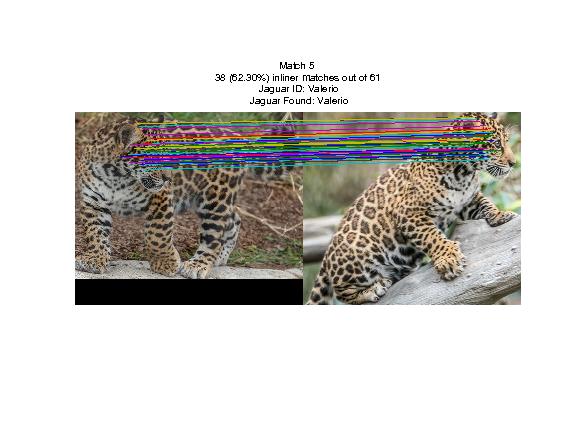 Match 5
38 (62.30%) inliner matches out of 61
Jaguar ID: Valerio
Jaguar Found: Valerio